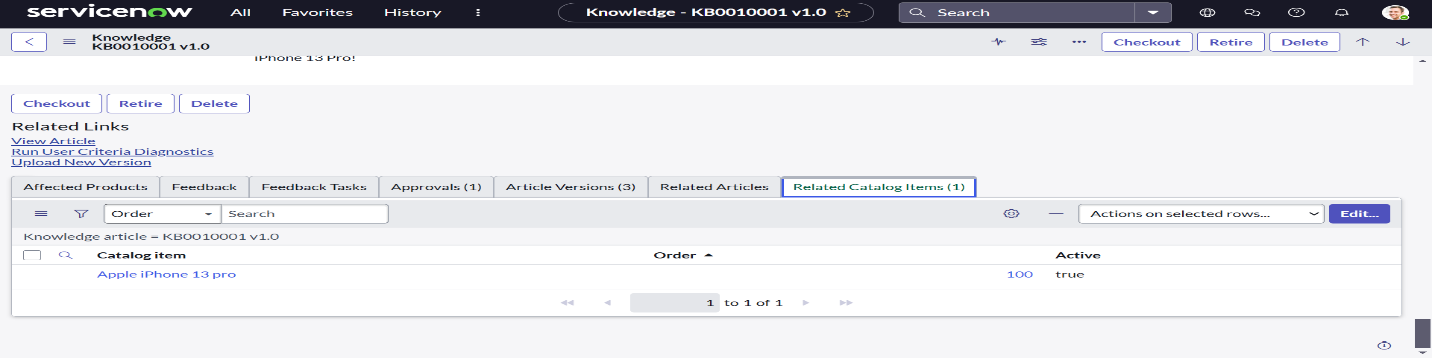 servicenow All Favorites History Knowledge - KB0010001 v1.0 Search
Knowledge
KB0010001 v1.0
Checkout Retire Delete
iPhone 13 Pro!
Checkout Retire Delete
Related Links
View Article
Run User Criteria Diagnostics
Upload New Version
Affected Products Feedback Feedback Tasks Approvals (1) Article Versions (3) Related Articles Related Catalog Items (1)
Order Search Actions on selected rows... Edit...
Knowledge article = KB0010001 v1.0
Catalog item Order Active
Apple iPhone 13 pro 100 true
1 to 1 of 1